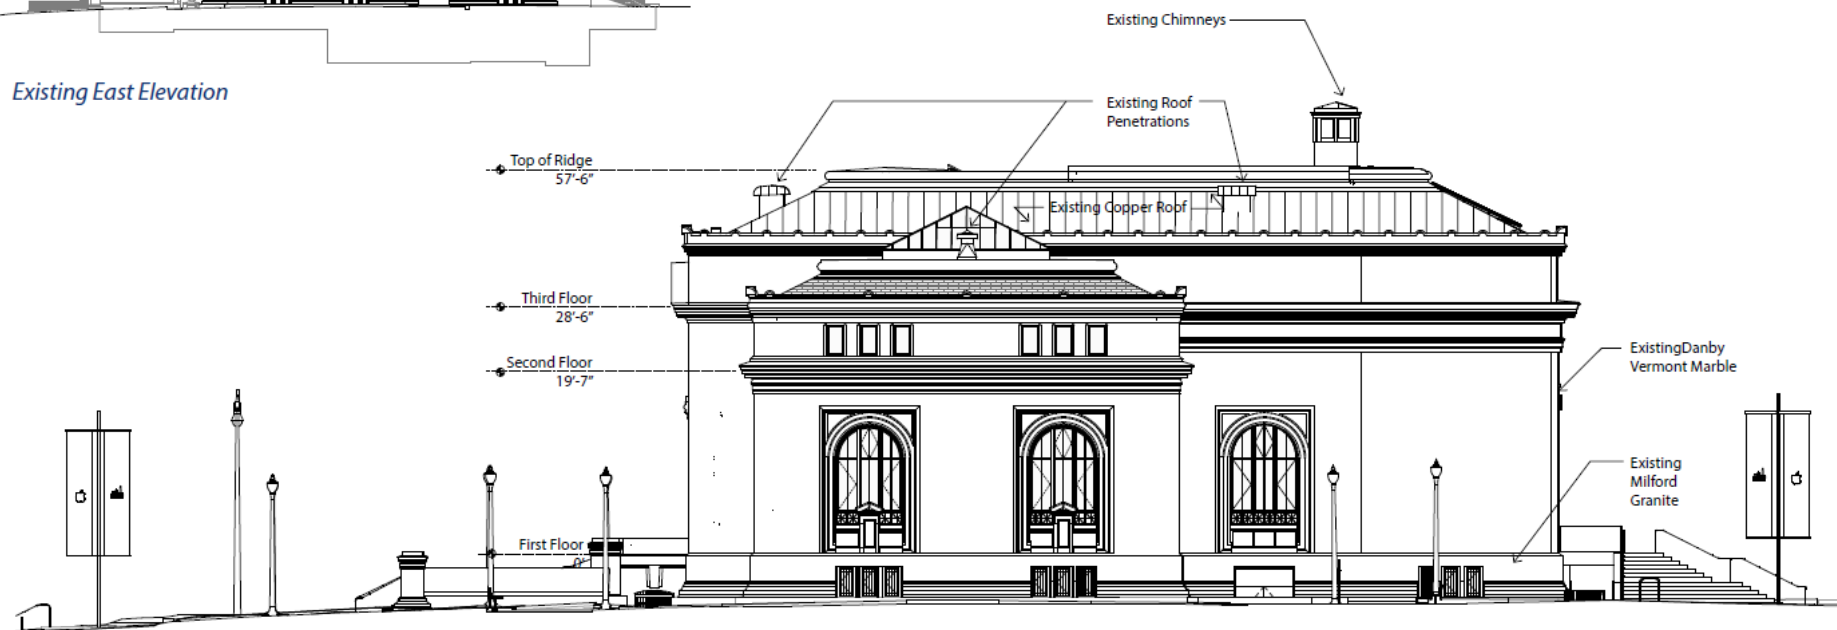 Existing Chimneys
Existing East Elevation
Existing Roof
Penetrations
Top of Ridge
57'-6"
Existing Copper Roof
Third Floor
28'-6"
Second Floor
19'-7"
ExistingDanby
Vermont Marble
Existing
Milford
Granite
First Floor
0'